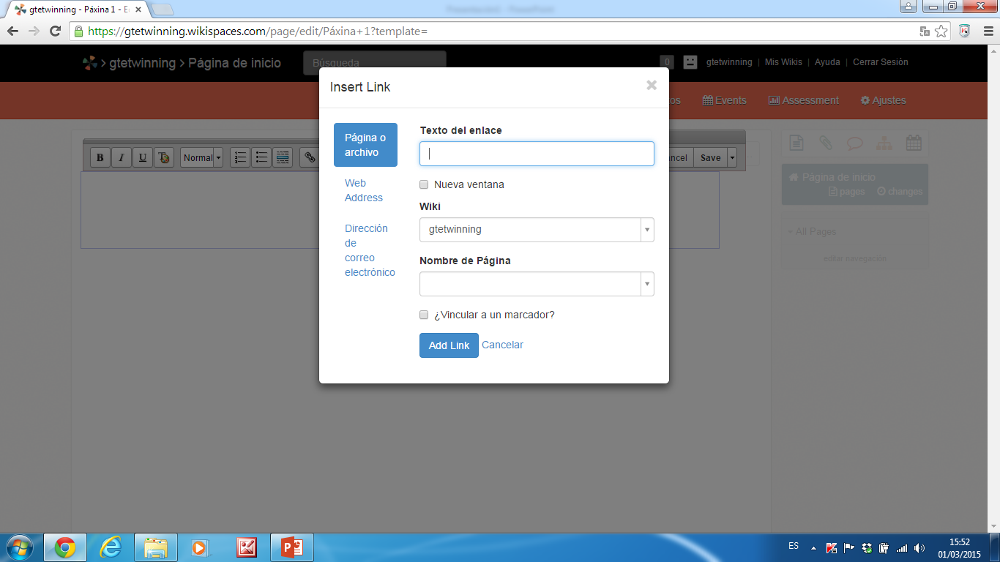 gtetwinning - Páxina 1 - E
Presentación1 - PowerPoint
https://gtetwinning.wikispaces.com/page/edit/Páxina+1?template=
> gtetwinning > Página de inicio
Búsqueda
0
gtetwinning | Mis Wikis | Ayuda | Cerrar Sesión
Insert Link
os
Events
Assessment
Ajustes
B I U
Normal
ncel
Save
Página o
archivo
Web
Address
Dirección
de
correo
electrónico
Texto del enlace
Nueva ventana
Wiki
gtetwinning
Nombre de Página
¿Vincular a un marcador?
Add Link
Cancelar
Página de inicio
pages
changes
All Pages
editar navegación
ES
15:52
01/03/2015